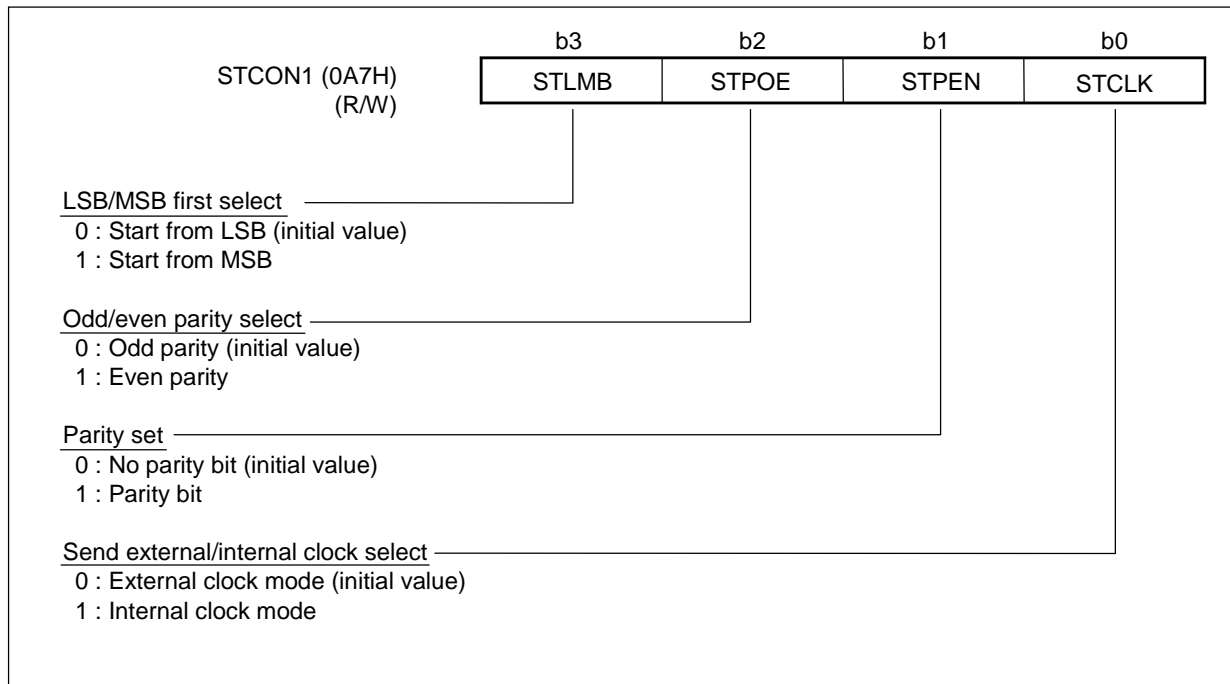 b3 b2 b1 b0
STCON1 (0A7H) STLMB STPOE STPEN STCLK
(R/W)
LSB/MSB first select
0 : Start from LSB (initial value)
1 : Start from MSB
Odd/even parity select
0 : Odd parity (initial value)
1 : Even parity
Parity set
0 : No parity bit (initial value)
1 : Parity bit
Send external/internal clock select
0 : External clock mode (initial value)
1 : Internal clock mode